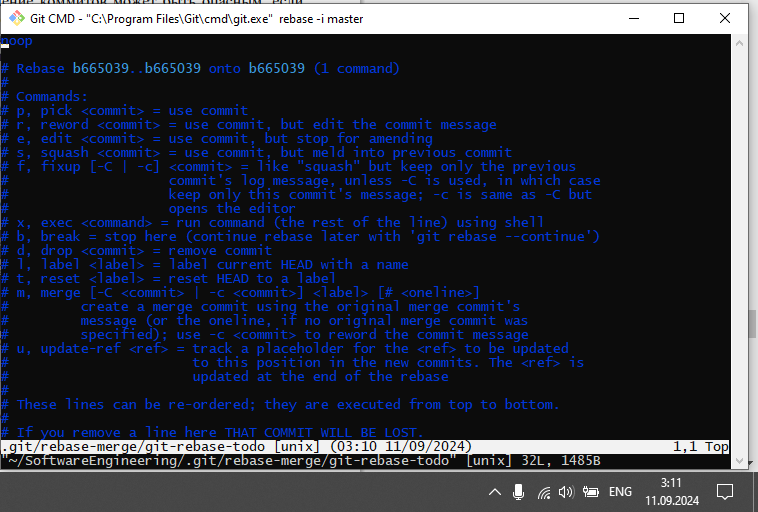 ение коммитов может быть опасным, если
Git CMD - "C:\Program Files\Git\cmd\git.exe" rebase -i master
noop
# Rebase b665039..b665039 onto b665039 (1 command)
#
# Commands:
# p, pick <commit> = use commit
# r, reword <commit> = use commit, but edit the commit message
# e, edit <commit> = use commit, but stop for amending
# s, squash <commit> = use commit, but meld into previous commit
# f, fixup [-C | -c] <commit> = like "squash" but keep only the previous
#                    commit's log message, unless -C is used, in which case
#                    keep only this commit's message; -c is same as -C but
#                    opens the editor
# x, exec <command> = run command (the rest of the line) using shell
# b, break = stop here (continue rebase later with 'git rebase --continue')
# d, drop <commit> = remove commit
# l, label <label> = label current HEAD with a name
# t, reset <label> = reset HEAD to a label
# m, merge [-C <commit> | -c <commit>] <label> [# <oneline>]
#         create a merge commit using the original merge commit's
#         message (or the oneline, if no original merge commit was
#         specified); use -c <commit> to reword the commit message
# u, update-ref <ref> = track a placeholder for the <ref> to be updated
#                       to this position in the new commits. The <ref> is
#                       updated at the end of the rebase
#
# These lines can be re-ordered; they are executed from top to bottom.
#
# If you remove a line here THAT COMMIT WILL BE LOST.
.git/rebase-merge/git-rebase-todo [unix] (03:10 11/09/2024) 1,1 Top
"~/SoftwareEngineering/.git/rebase-merge/git-rebase-todo" [unix] 32L, 1485B
ENG
3:11
11.09.2024